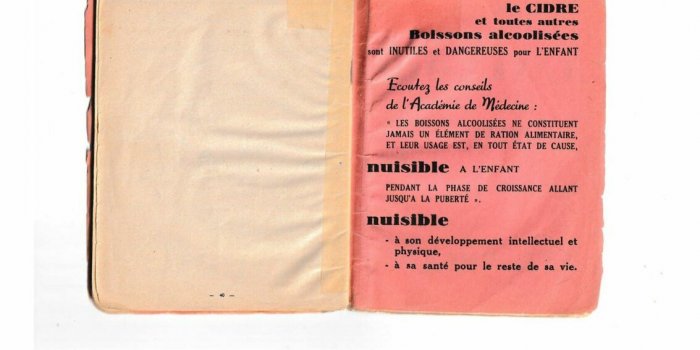 le CIDRE
et toutes autres
Boissons alcoolisées
sont INUTILES et DANGEREUSES pour L'ENFANT
Ecoutez les conseils
de l'Académie de Médecine :
« LES BOISSONS ALCOOLISÉES NE CONSTITUENT
JAMAIS UN ÉLÉMENT DE RATION ALIMENTAIRE,
ET LEUR USAGE EST, EN TOUT ÉTAT DE CAUSE,
nuisible A L'ENFANT
PENDANT LA PHASE DE CROISSANCE ALLANT
JUSQU'A LA PUBERTÉ ».
nuisible
- à son développement intellectuel et
physique,
- à sa santé pour le reste de sa vie.
— 40 —